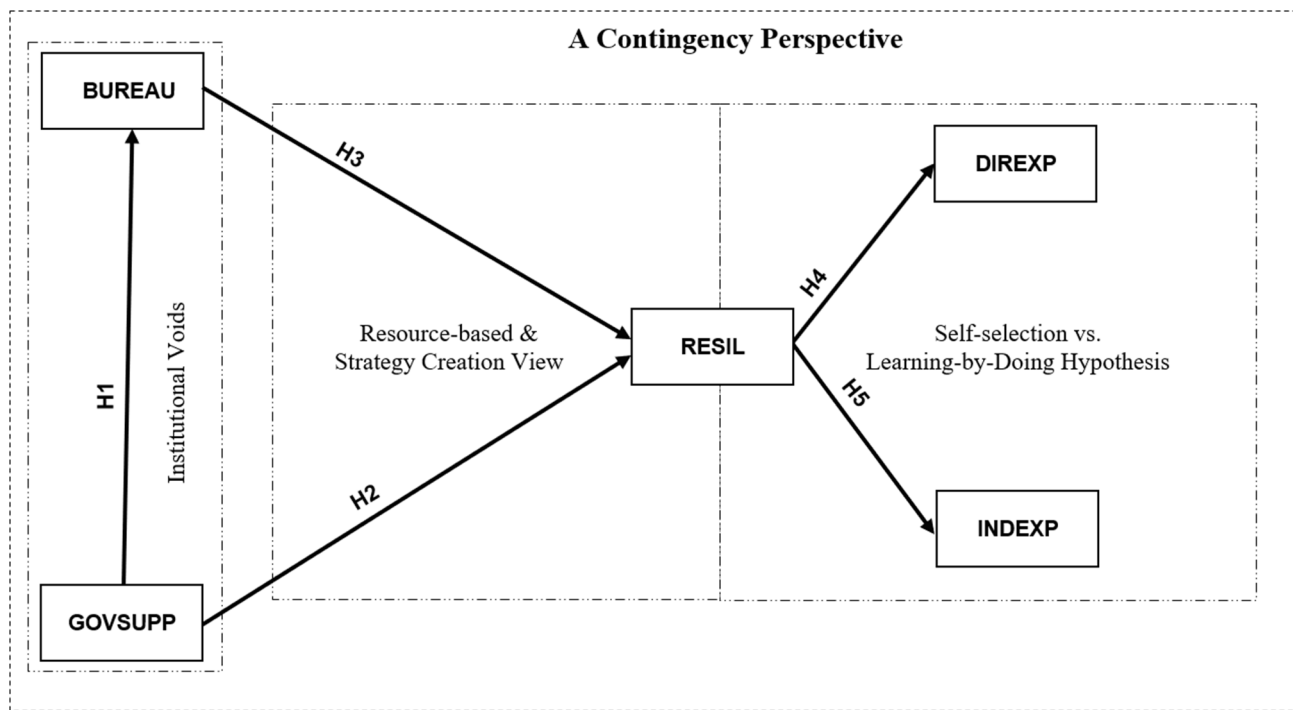 A Contingency Perspective
BUREAU
H3
DIREXP
H1
Institutional Voids
Resource-based &
Strategy Creation View
RESIL
H4
Self-selection vs.
Learning-by-Doing Hypothesis
H5
H2
INDEXP
GOVSUPP